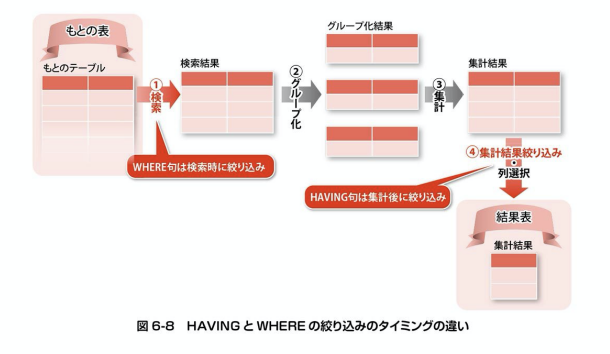 もとの表
もとのテーブル
①検索
検索結果
②グループ化
グループ化結果
③集計
集計結果
WHERE句は検索時に絞り込み
④集計結果絞り込み
・
列選択
HAVING句は集計後に絞り込み
結果表
集計結果
図 6-8 HAVING と WHERE の絞り込みのタイミングの違い